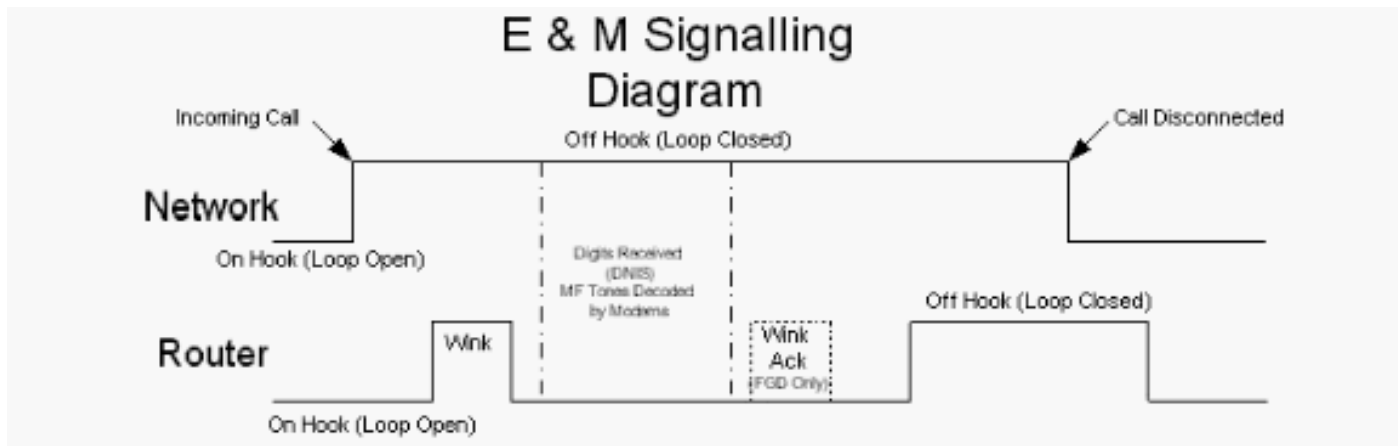 E & M Signalling
Diagram
Incoming Call
Call Disconnected
Off Hook (Loop Closed)
Network
On Hook (Loop Open)
Digits Received
(DNIS)
MF Tones Decoded
by Modems
Off Hook (Loop Closed)
Router
Wink
Wink
Ack
(FGD Only)
On Hook (Loop Open)